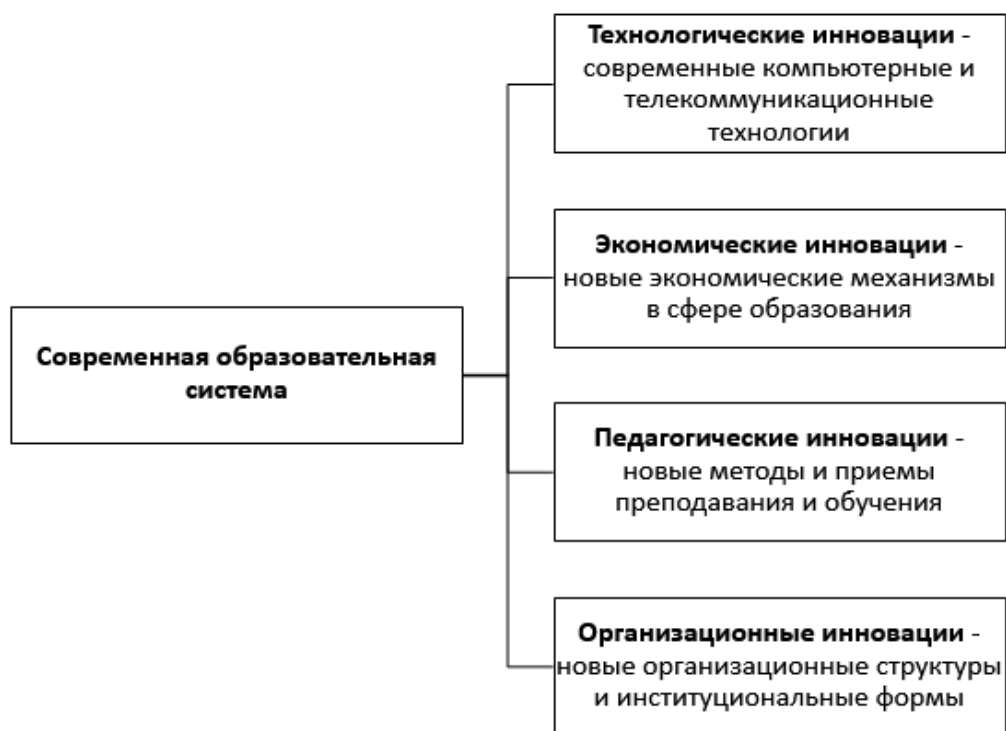 Технологические инновации -
современные компьютерные и
телекоммуникационные
технологии
Экономические инновации -
новые экономические механизмы
в сфере образования
Современная образовательная
система
Педагогические инновации -
новые методы и приемы
преподавания и обучения
Организационные инновации -
новые организационные структуры
и институциональные формы